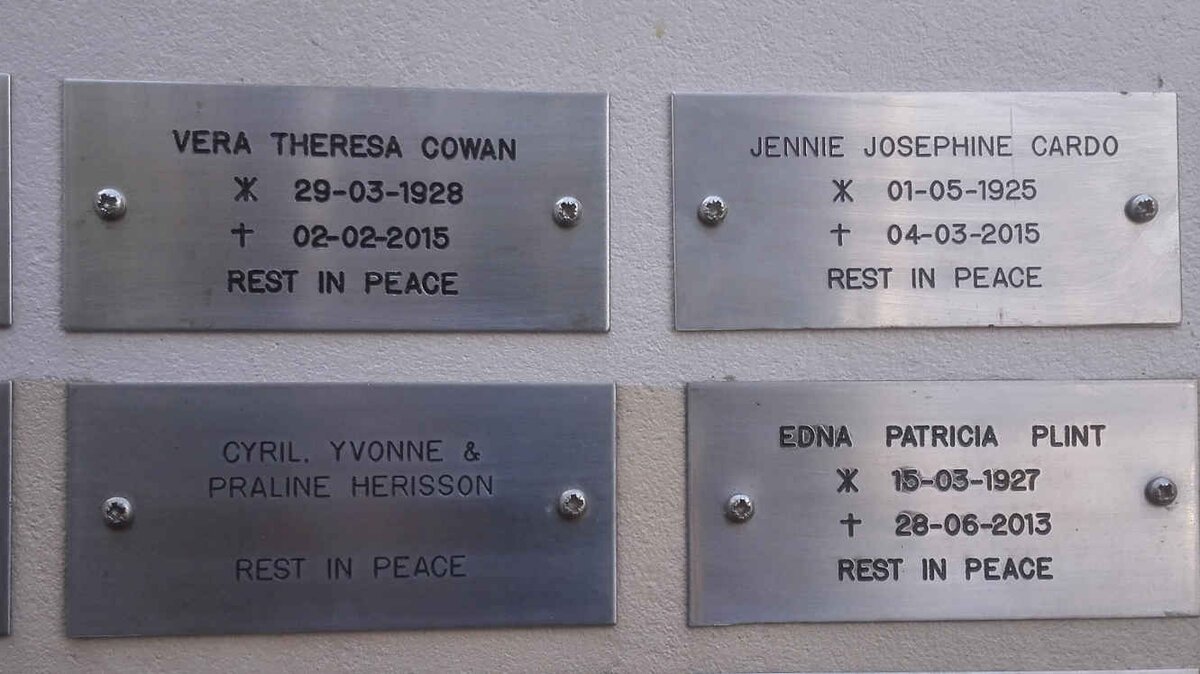 VERA THERESA COWAN
Ж 29-03-1928
† 02-02-2015
REST IN PEACE
JENNIE JOSEPHINE CARDO
Ж 01-05-1925
† 04-03-2015
REST IN PEACE
CYRIL, YVONNE &
PRALINE HERISSON
REST IN PEACE
EDNA PATRICIA PLINT
Ж 15-03-1927
† 28-06-2013
REST IN PEACE